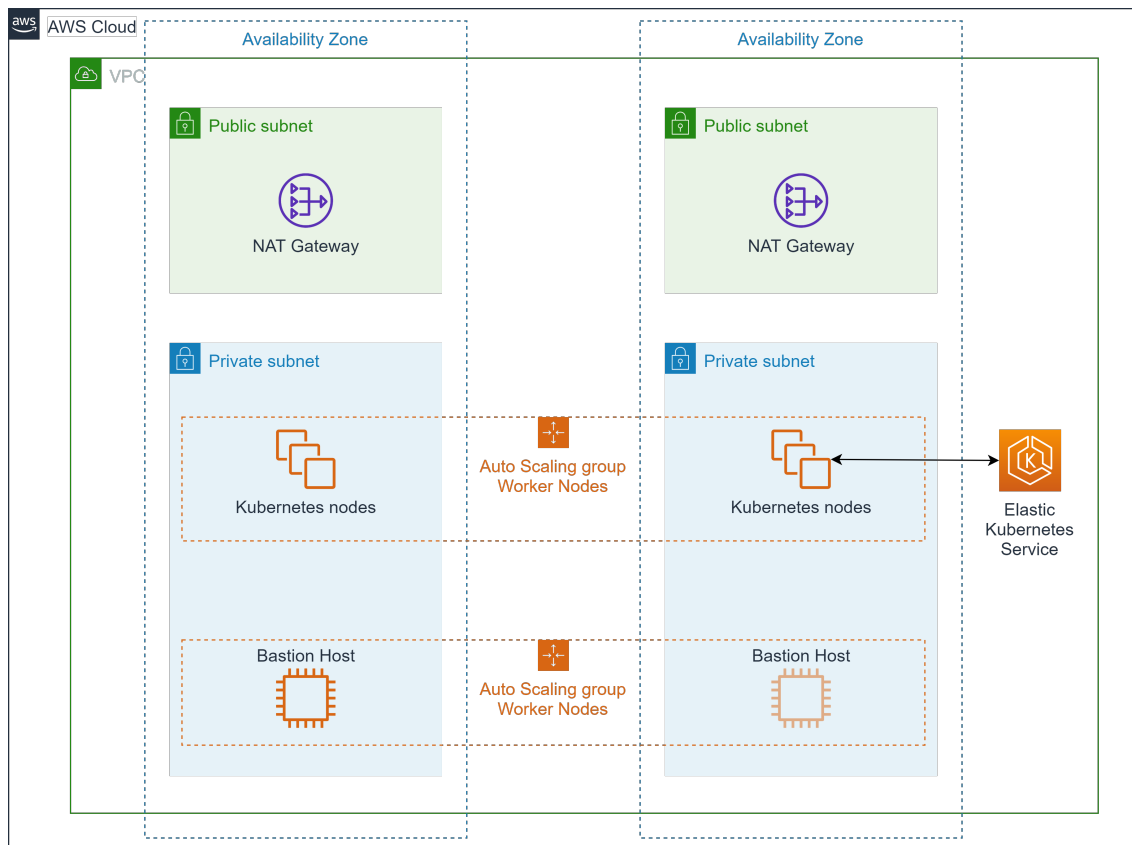 aws
AWS Cloud
Availability Zone
Availability Zone
VPC
Public subnet
Public subnet
NAT Gateway
NAT Gateway
Private subnet
Private subnet
Auto Scaling group
Worker Nodes
Kubernetes nodes
Kubernetes nodes
K
Elastic
Kubernetes
Service
Bastion Host
Bastion Host
Auto Scaling group
Worker Nodes